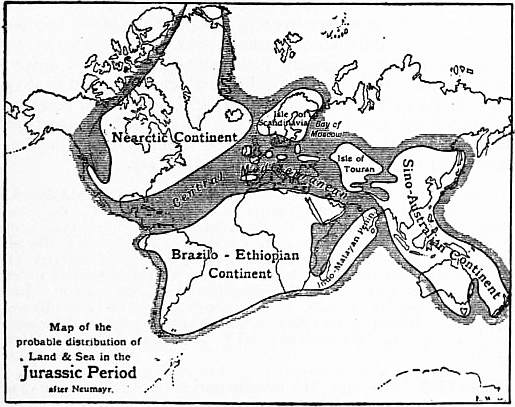 Nearctic Continent
Isle of
Scandinavia
Bay of
Moscow
Central Mediterranean
Isle of
Touran
Sino-Australian Continent
Brazilo - Ethiopian
Continent
Indo-Malayan Penin.
Map of the
probable distribution of
Land & Sea in the
Jurassic Period
after Neumayr.